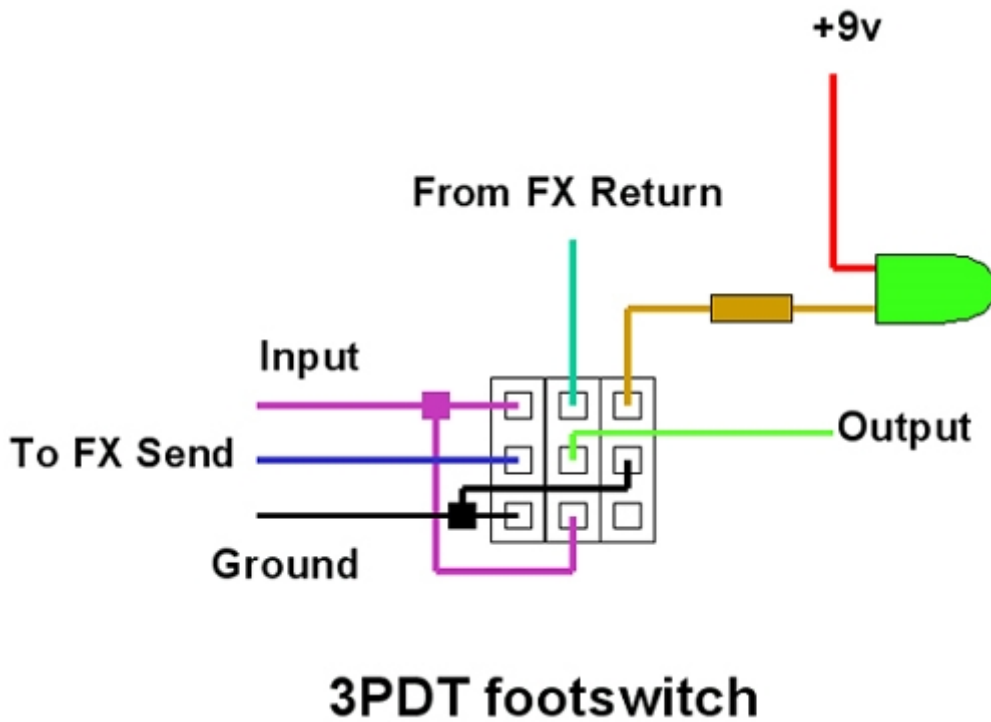 +9v
From FX Return
Input
Output
To FX Send
Ground
3PDT footswitch